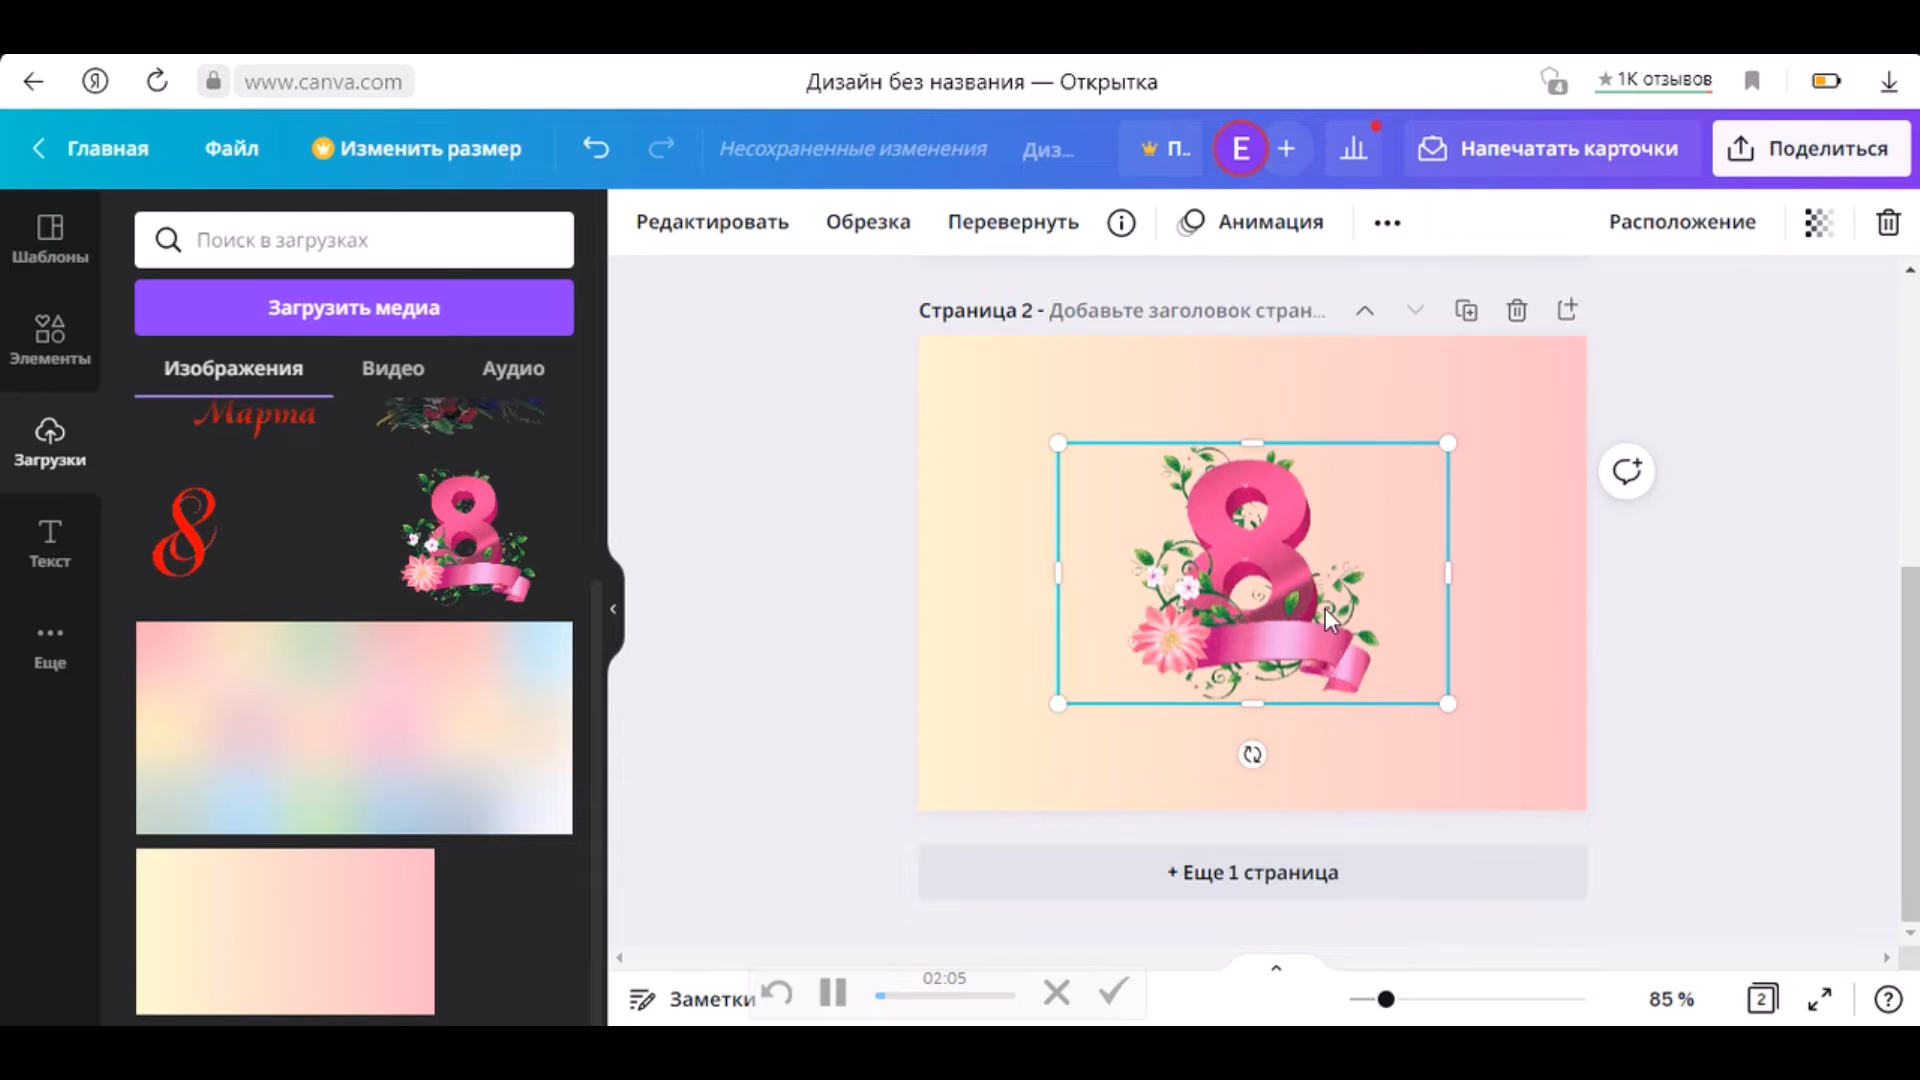 www.canva.com
Дизайн без названия — Открытка
4
1К отзывов
Главная
Файл
Изменить размер
Несохраненные изменения
Диз...
П..
E
+
Напечатать карточки
Поделиться
Поиск в загрузках
Загрузить медиа
Изображения
Видео
Аудио
Шаблоны
Элементы
Загрузки
Текст
Еще
Марта
8
8
Редактировать
Обрезка
Перевернуть
Анимация
Расположение
Страница 2 - Добавьте заголовок стран...
8
+ Еще 1 страница
Заметки
02:05
85 %
2